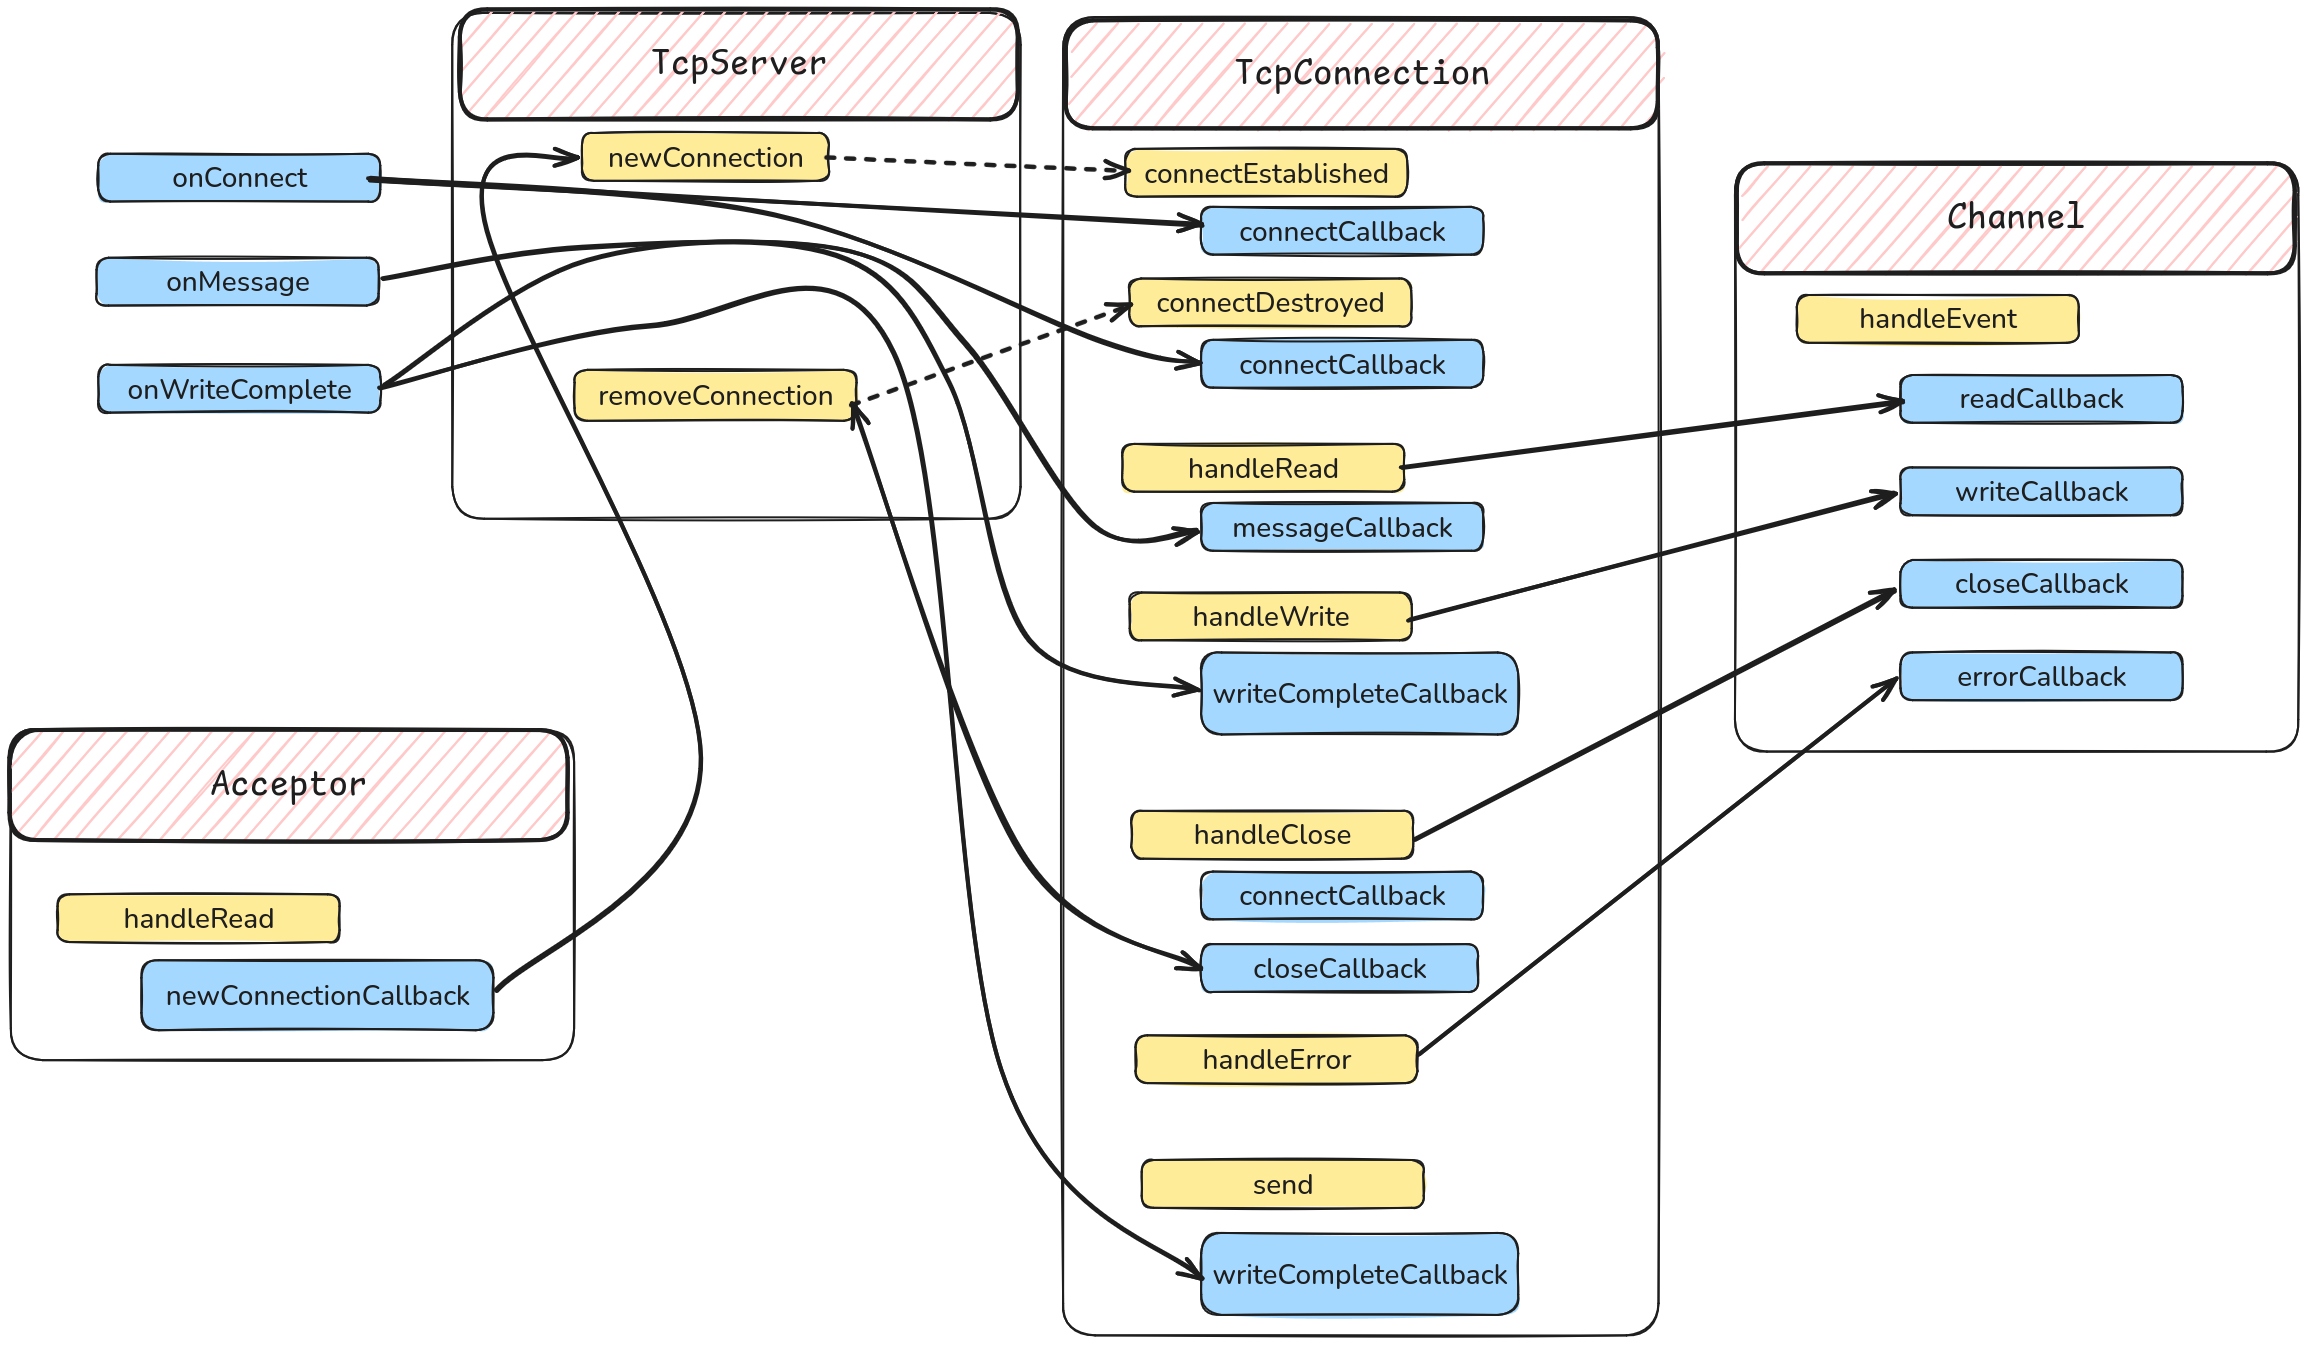 TcpServer
newConnection
removeConnection
onConnect
onMessage
onWriteComplete
Acceptor
handleRead
newConnectionCallback
TcpConnection
connectEstablished
connectCallback
connectDestroyed
connectCallback
handleRead
messageCallback
handleWrite
writeCompleteCallback
handleClose
connectCallback
closeCallback
handleError
send
writeCompleteCallback
Channel
handleEvent
readCallback
writeCallback
closeCallback
errorCallback